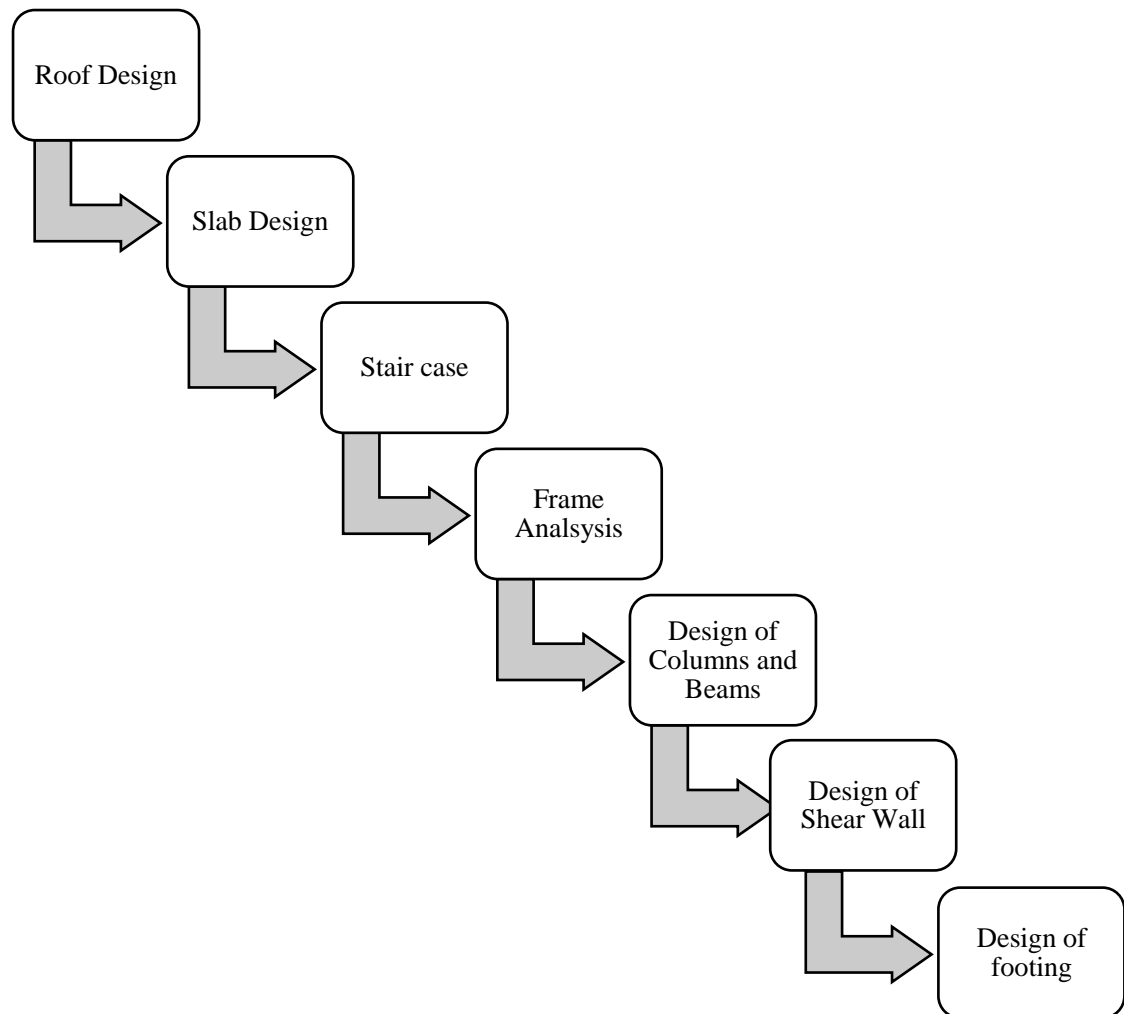 Roof Design
Slab Design
Stair case
Frame
Analsysis
Design of
Columns and
Beams
Design of
Shear Wall
Design of
footing